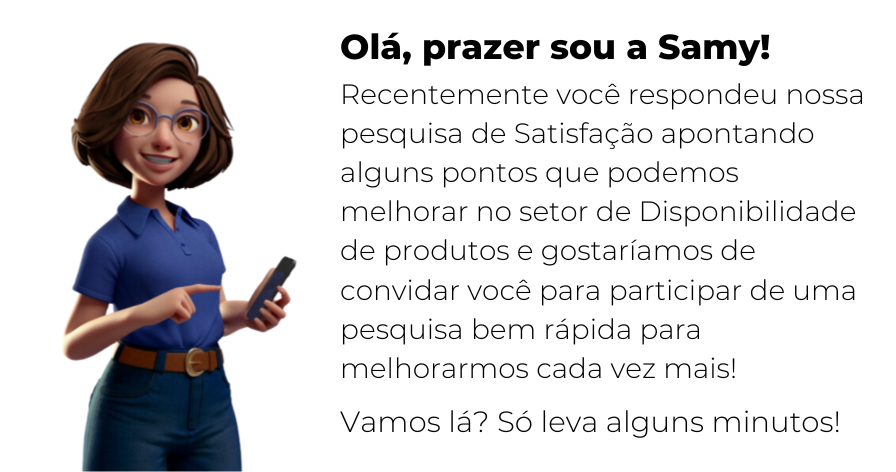 Olá, prazer sou a Samy!
Recentemente você respondeu nossa
pesquisa de Satisfação apontando
alguns pontos que podemos
melhorar no setor de Disponibilidade
de produtos e gostaríamos de
convidar você para participar de uma
pesquisa bem rápida para
melhorarmos cada vez mais!
Vamos lá? Só leva alguns minutos!